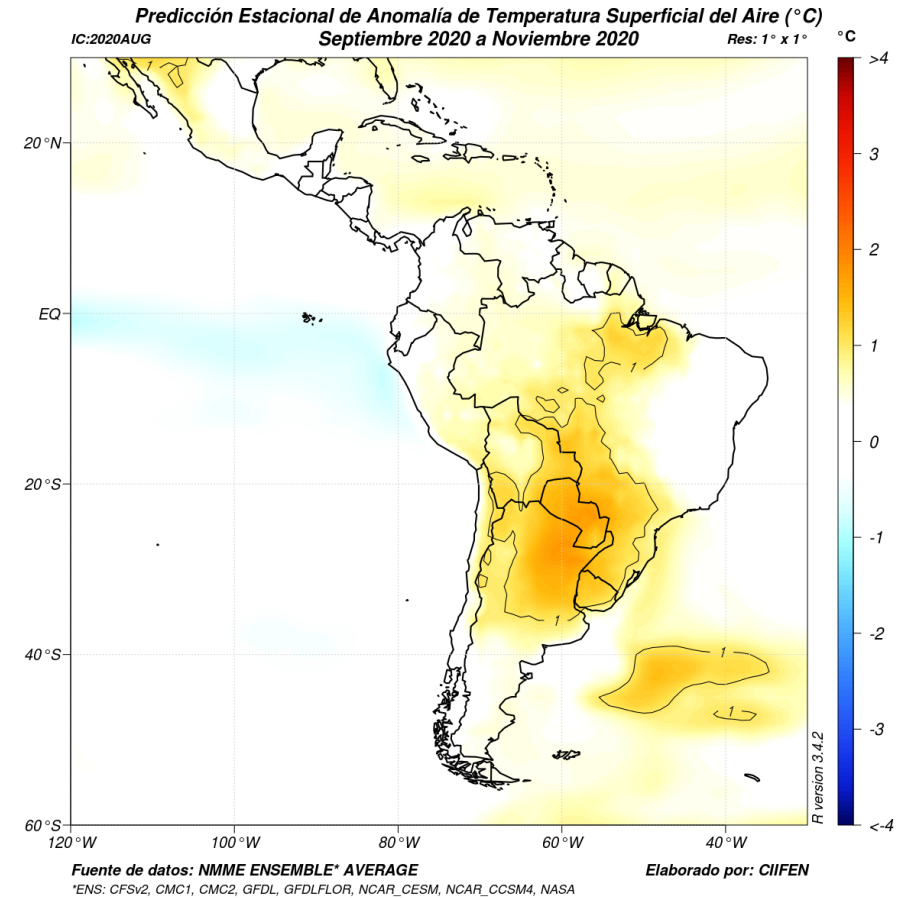 Predicción Estacional de Anomalía de Temperatura Superficial del Aire (°C)
IC:2020AUG
Septiembre 2020 a Noviembre 2020
Res: 1° x 1°
°C
>4
3
2
1
0
-1
-2
-3
<-4
20°N
EQ
20°S
40°S
60°S
120°W
100°W
80°W
60°W
40°W
1
1
1
1
1
R version 3.4.2
Fuente de datos: NMME ENSEMBLE* AVERAGE
Elaborado por: CIIFEN
*ENS: CFSv2, CMC1, CMC2, GFDL, GFDLFLOR, NCAR_CESM, NCAR_CCSM4, NASA